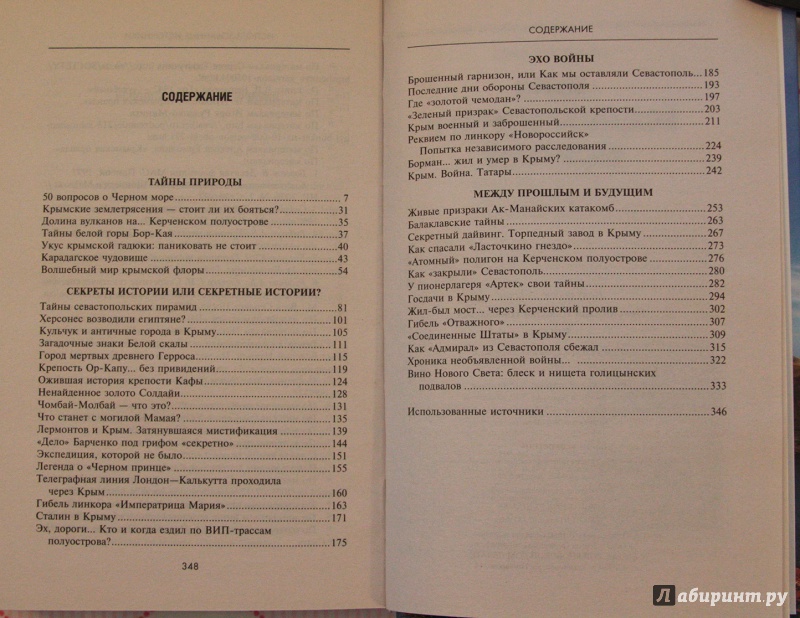 СОДЕРЖАНИЕ
ТАЙНЫ ПРИРОДЫ
50 вопросов о Черном море ... 7
Крымские землетрясения — стоит ли их бояться? ... 31
Долина вулканов на... Керченском полуострове ... 35
Тайны белой горы Бор-Кая ... 37
Укус крымской гадюки: паниковать не стоит ... 40
Карадагское чудовище ... 43
Волшебный мир крымской флоры ... 54
СЕКРЕТЫ ИСТОРИИ ИЛИ СЕКРЕТНЫЕ ИСТОРИИ?
Тайны севастопольских пирамид ... 81
Херсонес возводили египтяне? ... 101
Кульчук и античные города в Крыму ... 105
Загадочные знаки Белой скалы ... 111
Город мертвых древнего Герроса ... 115
Крепость Ор-Капу... без привидений ... 119
Ожившая история крепости Кафы ... 124
Ненайденное золото Солдайи ... 128
Чомбай-Молбай — что это? ... 131
Что станет с могилой Мамая? ... 135
Лермонтов и Крым. Затянувшаяся мистификация ... 139
«Дело» Барченко под грифом «секретно» ... 144
Экспедиция, которой не было ... 151
Легенда о «Черном принце» ... 155
Телеграфная линия Лондон—Калькутта проходила
через Крым ... 160
Гибель линкора «Императрица Мария» ... 163
Сталин в Крыму ... 171
Эх, дороги... Кто и когда ездил по ВИП-трассам
полуострова? ... 175
348
СОДЕРЖАНИЕ
ЭХО ВОЙНЫ
Брошенный гарнизон, или Как мы оставляли Севастополь ... 185
Последние дни обороны Севастополя ... 193
Где «золотой чемодан»? ... 197
«Зеленый призрак» Севастопольской крепости ... 203
Крым военный и заброшенный ... 211
Реквием по линкору «Новороссийск»
Попытка независимого расследования ... 224
Борман... жил и умер в Крыму? ... 239
Крым. Война. Татары ... 242
МЕЖДУ ПРОШЛЫМ И БУДУЩИМ
Живые призраки Ак-Манайских катакомб ... 253
Балаклавские тайны ... 263
Секретный дайвинг. Торпедный завод в Крыму ... 267
Как спасали «Ласточкино гнездо» ... 273
«Атомный» полигон на Керченском полуострове ... 276
Как «закрыли» Севастополь ... 280
У пионерлагеря «Артек» свои тайны ... 282
Госдачи в Крыму ... 294
Жил-был мост... через Керченский пролив ... 302
Гибель «Отважного» ... 307
«Соединенные Штаты» в Крыму ... 309
Как «Адмирал» из Севастополя сбежал ... 315
Хроника необъявленной войны ... 322
Вино Нового Света: блеск и нищета голицынских
подвалов ... 333
Использованные источники ... 346
Лабиринт.ру